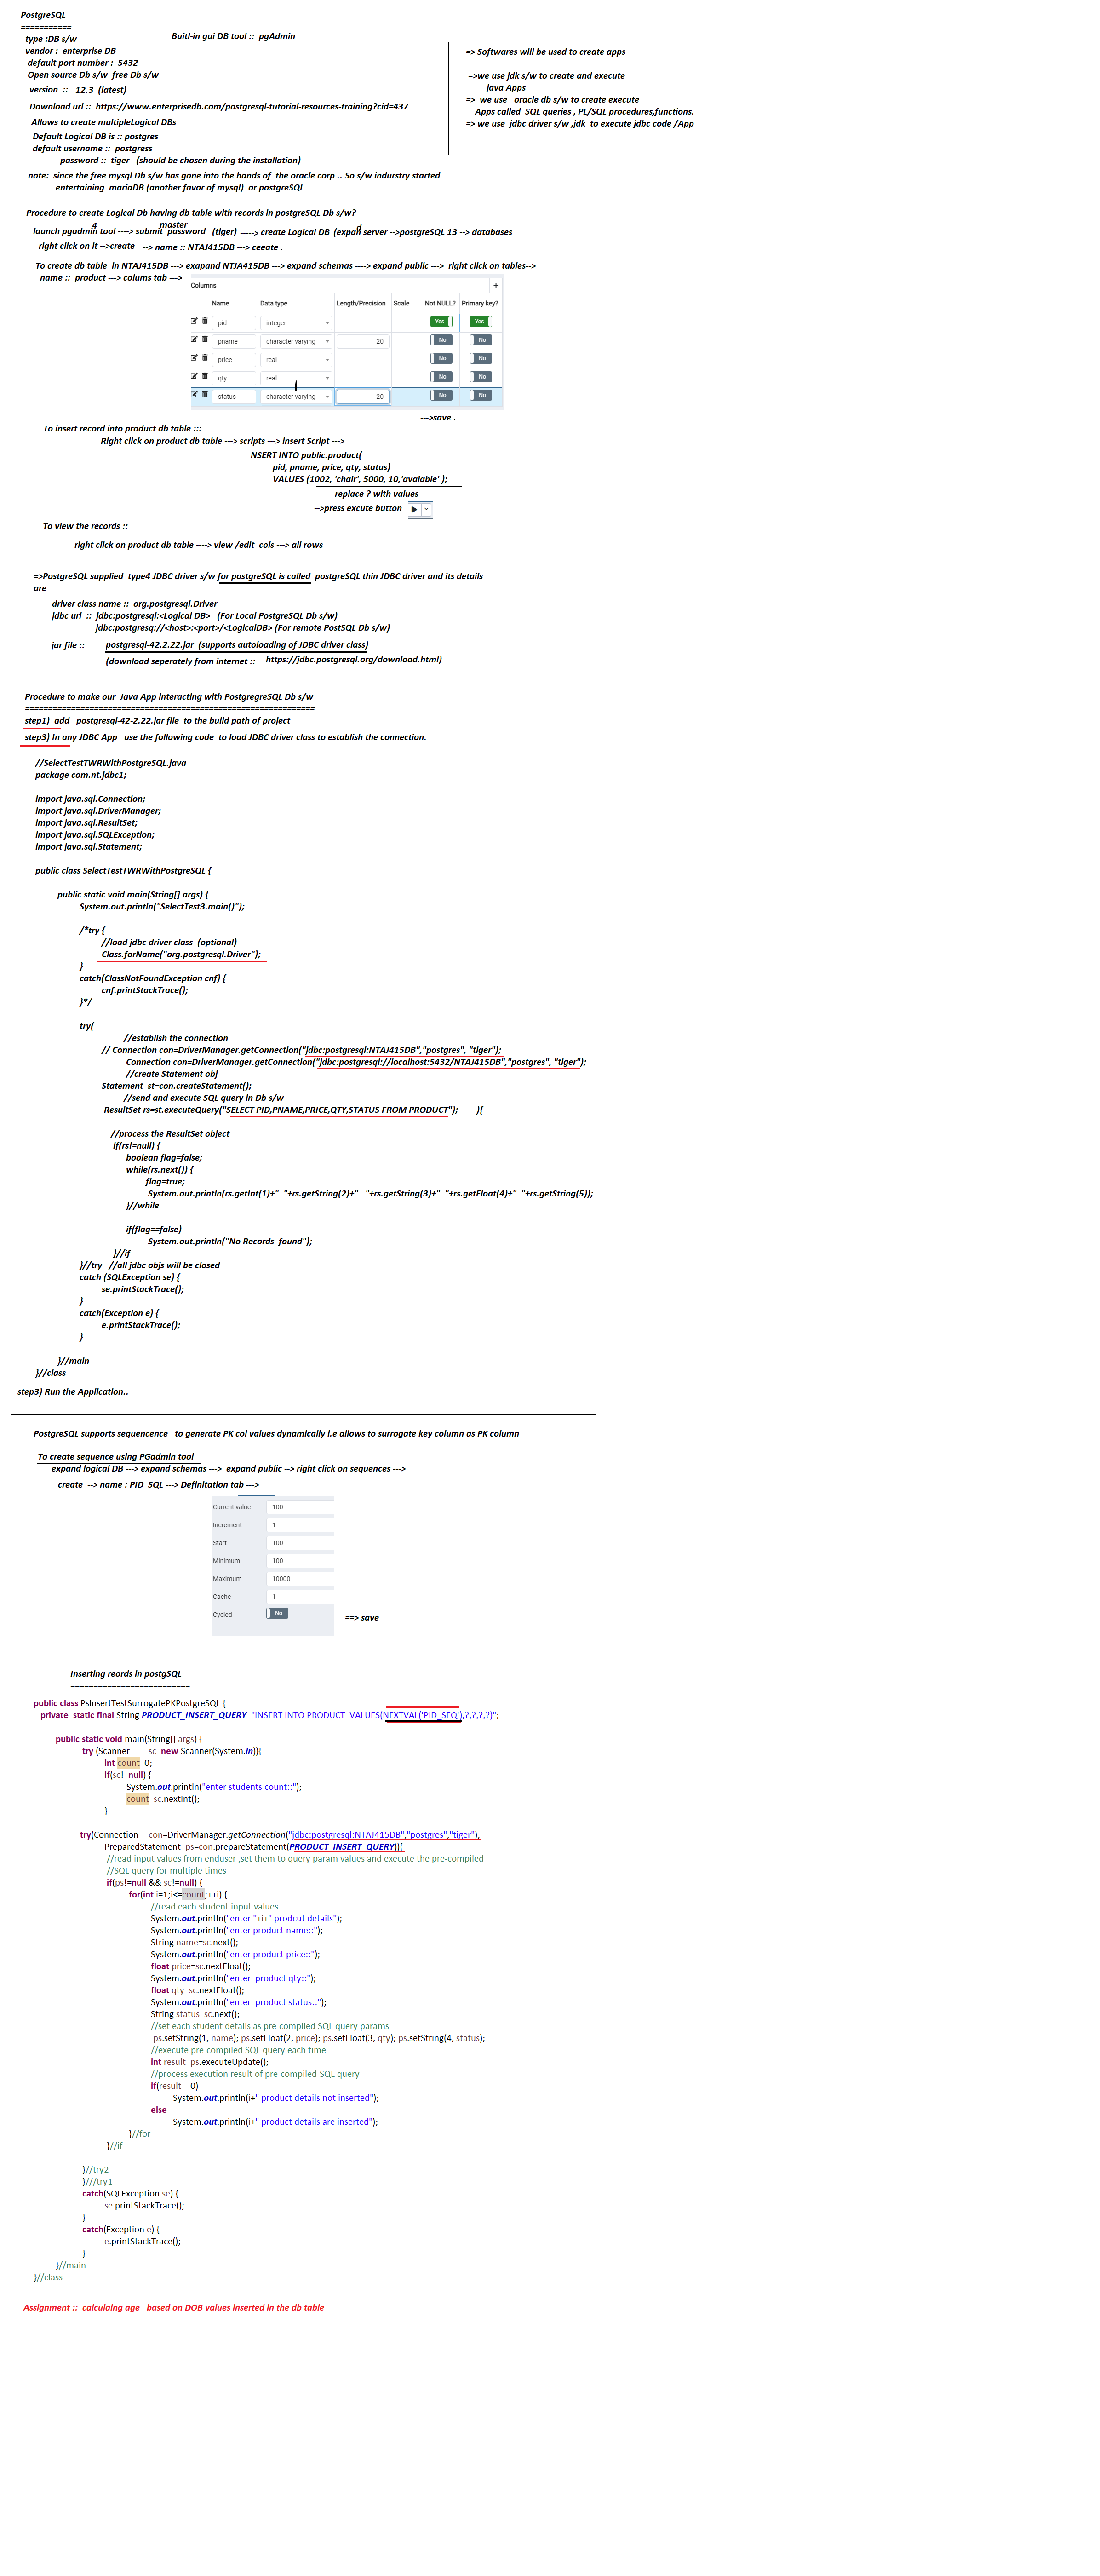 PostgreSQL
===========
type :DB s/w
Buitl-in gui DB tool ::  pgAdmin
vendor :  enterprise DB
default port number :  5432
Open source Db s/w  free Db s/w
version  ::   12.3  (latest)
Download url ::  https://www.enterprisedb.com/postgresql-tutorial-resources-training?cid=437
Allows to create multipleLogical DBs
Default Logical DB is :: postgres
default username ::  postgress
password ::  tiger   (should be chosen during the installation)
=> Softwares will be used to create apps
=>we use jdk s/w to create and execute
java Apps
=>  we use   oracle db s/w to create execute
Apps called  SQL queries , PL/SQL procedures,functions.
=> we use  jdbc driver s/w ,jdk  to execute jdbc code /App
note:  since the free mysql Db s/w has gone into the hands of  the oracle corp .. So s/w indurstry started
entertaining  mariaDB (another favor of mysql)  or postgreSQL
Procedure to create Logical Db having db table with records in postgreSQL Db s/w?
4 master d
launch pgadmin tool ----> submit  password   (tiger) -----> create Logical DB  (expan server -->postgreSQL 13 --> databases
right click on it -->create   --> name :: NTAJ415DB ---> ceeate .
To create db table  in NTAJ415DB ---> exapand NTJA415DB ---> expand schemas ----> expand public --->  right click on tables-->
name ::  product ---> colums tab --->
Columns +
Name Data type Length/Precision Scale Not NULL? Primary key?
pid integer Yes Yes
pname character varying 20 No No
price real No No
qty real No No
status character varying 20 No No
--->save .
To insert record into product db table :::
Right click on product db table ---> scripts ---> insert Script --->
NSERT INTO public.product(
pid, pname, price, qty, status)
VALUES (1002, 'chair', 5000, 10,'avaiable' );
replace ? with values
-->press excute button
To view the records ::
right click on product db table ----> view /edit  cols ---> all rows
=>PostgreSQL supplied  type4 JDBC driver s/w for postgreSQL is called  postgreSQL thin JDBC driver and its details
are
driver class name ::  org.postgresql.Driver
jdbc url  ::  jdbc:postgresql:<Logical DB>   (For Local PostgreSQL Db s/w)
jdbc:postgresq://<host>:<port>/<LogicalDB> (For remote PostSQL Db s/w)
jar file ::   postgresql-42.2.22.jar  (supports autoloading of JDBC driver class)
(download seperately from internet ::    https://jdbc.postgresql.org/download.html)
Procedure to make our  Java App interacting with PostgregreSQL Db s/w
===============================================================
step1)  add   postgresql-42-2.22.jar file  to the build path of project
step3) In any JDBC App   use the following code  to load JDBC driver class to establish the connection.
//SelectTestTWRWithPostgreSQL.java
package com.nt.jdbc1;
import java.sql.Connection;
import java.sql.DriverManager;
import java.sql.ResultSet;
import java.sql.SQLException;
import java.sql.Statement;
public class SelectTestTWRWithPostgreSQL {
public static void main(String[] args) {
System.out.println("SelectTest3.main()");
/*try {
//load jdbc driver class  (optional)
Class.forName("org.postgresql.Driver");
}
catch(ClassNotFoundException cnf) {
cnf.printStackTrace();
}*/
try(
//establish the connection
// Connection con=DriverManager.getConnection("jdbc:postgresql:NTAJ415DB","postgres", "tiger");
Connection con=DriverManager.getConnection("jdbc:postgresql://localhost:5432/NTAJ415DB","postgres", "tiger");
//create Statement obj
Statement  st=con.createStatement();
//send and execute SQL query in Db s/w
ResultSet rs=st.executeQuery("SELECT PID,PNAME,PRICE,QTY,STATUS FROM PRODUCT");        ){
//process the ResultSet object
if(rs!=null) {
boolean flag=false;
while(rs.next()) {
flag=true;
System.out.println(rs.getInt(1)+"  "+rs.getString(2)+"   "+rs.getString(3)+"  "+rs.getFloat(4)+"  "+rs.getString(5));
}//while
if(flag==false)
System.out.println("No Records  found");
}//if
}//try   //all jdbc objs will be closed
catch (SQLException se) {
se.printStackTrace();
}
catch(Exception e) {
e.printStackTrace();
}
}//main
}//class
step3) Run the Application..
PostgreSQL supports sequencence   to generate PK col values dynamically i.e allows to surrogate key column as PK column
To create sequence using PGadmin tool
expand logical DB ---> expand schemas --->  expand public --> right click on sequences --->
create  --> name : PID_SQL ---> Definitation tab --->
Current value 100
Increment 1
Start 100
Minimum 100
Maximum 10000
Cache 1
Cycled No
==> save
Inserting reords in postgSQL
==========================
public class PsInsertTestSurrogatePKPostgreSQL {
private  static final String PRODUCT_INSERT_QUERY="INSERT INTO PRODUCT  VALUES(NEXTVAL('PID_SEQ'),?,?,?,?)";
public static void main(String[] args) {
try (Scanner       sc=new Scanner(System.in)){
int count=0;
if(sc!=null) {
System.out.println("enter students count::");
count=sc.nextInt();
}
try(Connection    con=DriverManager.getConnection("jdbc:postgresql:NTAJ415DB","postgres","tiger");
PreparedStatement  ps=con.prepareStatement(PRODUCT_INSERT_QUERY)){
//read input values from enduser ,set them to query param values and execute the pre-compiled
//SQL query for multiple times
if(ps!=null && sc!=null) {
for(int i=1;i<=count;++i) {
//read each student input values
System.out.println("enter "+i+" prodcut details");
System.out.println("enter product name::");
String name=sc.next();
System.out.println("enter product price::");
float price=sc.nextFloat();
System.out.println("enter  product qty::");
float qty=sc.nextFloat();
System.out.println("enter  product status::");
String status=sc.next();
//set each student details as pre-compiled SQL query params
ps.setString(1, name); ps.setFloat(2, price); ps.setFloat(3, qty); ps.setString(4, status);
//execute pre-compiled SQL query each time
int result=ps.executeUpdate();
//process execution result of pre-compiled-SQL query
if(result==0)
System.out.println(i+" product details not inserted");
else
System.out.println(i+" product details are inserted");
}//for
}//if
}//try2
}///try1
catch(SQLException se) {
se.printStackTrace();
}
catch(Exception e) {
e.printStackTrace();
}
}//main
}//class
Assignment ::  calculaing age   based on DOB values inserted in the db table